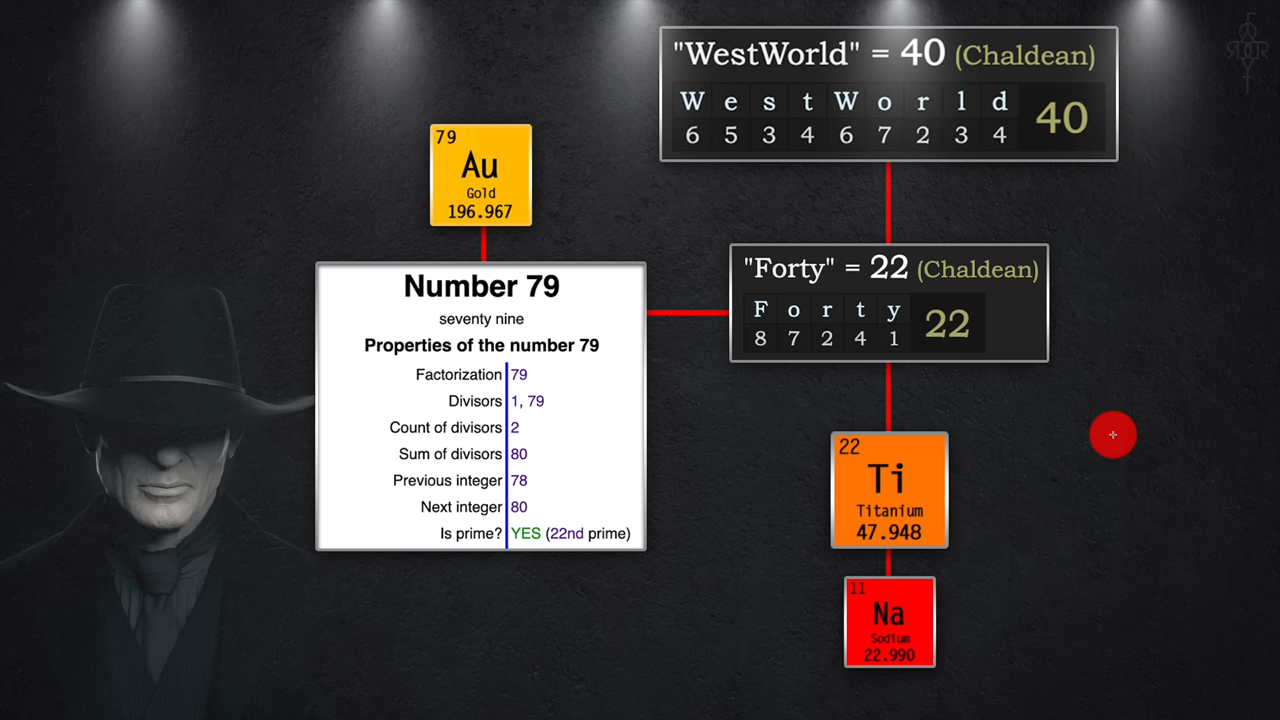 "WestWorld" = 40 (Chaldean)
W e s t W o r l d
6 5 3 4 6 7 2 3 4
40
79
Au
Gold
196.967
Number 79
seventy nine
Properties of the number 79
Factorization 79
Divisors 1, 79
Count of divisors 2
Sum of divisors 80
Previous integer 78
Next integer 80
Is prime? YES (22nd prime)
"Forty" = 22 (Chaldean)
F o r t y
8 7 2 4 1
22
22
Ti
Titanium
47.948
11
Na
Sodium
22.990